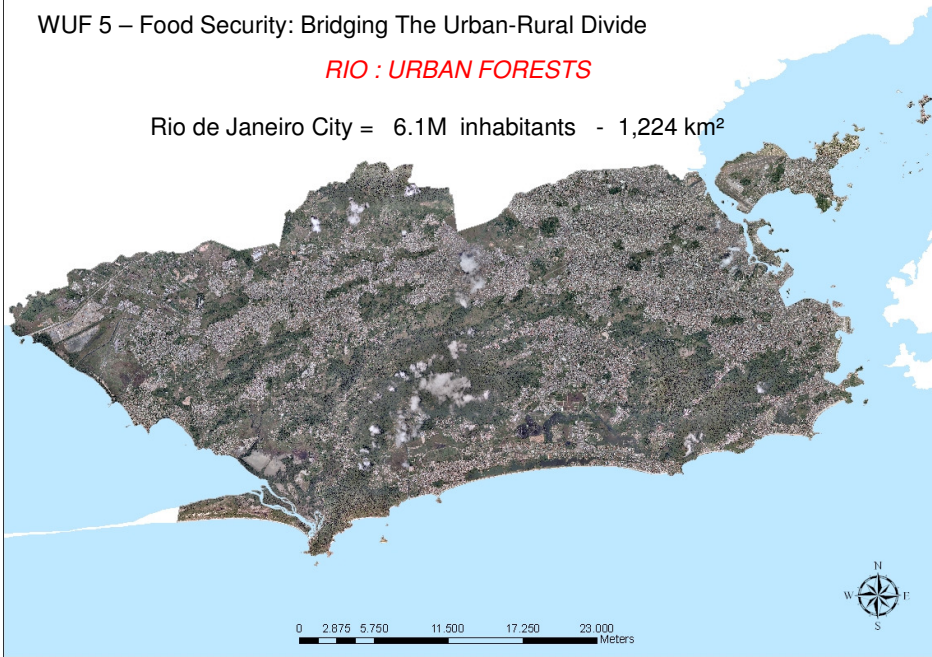 WUF 5 – Food Security: Bridging The Urban-Rural Divide
RIO : URBAN FORESTS
Rio de Janeiro City = 6.1M inhabitants - 1,224 km²
N
W E
S
0 2.875 5.750 11.500 17.250 23.000
Meters